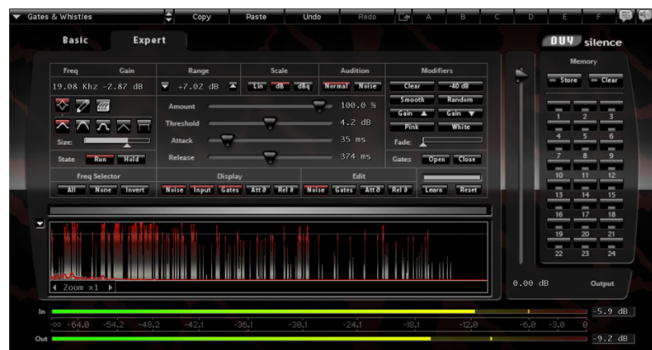 Gates & Whistles Copy Paste Undo Redo A B C D E F
Basic Expert DUY silence
Freq Gain Range Scale Audition Modifiers Memory
19.08 Khz -2.87 dB +7.02 dB Lin dB dBq Normal Noise Clear -40 dB Store Clear
Smooth Random
Amount 100.0 % Gain Gain 1 2 3
Threshold 4.2 dB Pink White 4 5 6
Size: Attack 35 ms Fade: 7 8 9
State Run Hold Release 374 ms Gates: Open Close 10 11 12
Freq Selector Display Edit
All None Invert Noise Input Gates Att∂ Rel∂ Noise Gates Att∂ Rel∂ Learn Reset 13 14 15
16 17 18
19 20 21
22 23 24
Zoom x1 0.00 dB Output
In -5.9 dB
-∞ -64.0 -54.2 -48.2 -42.1 -36.1 -30.1 -24.1 -18.1 -12.0 -6.0 -3.0 0
Out -9.2 dB